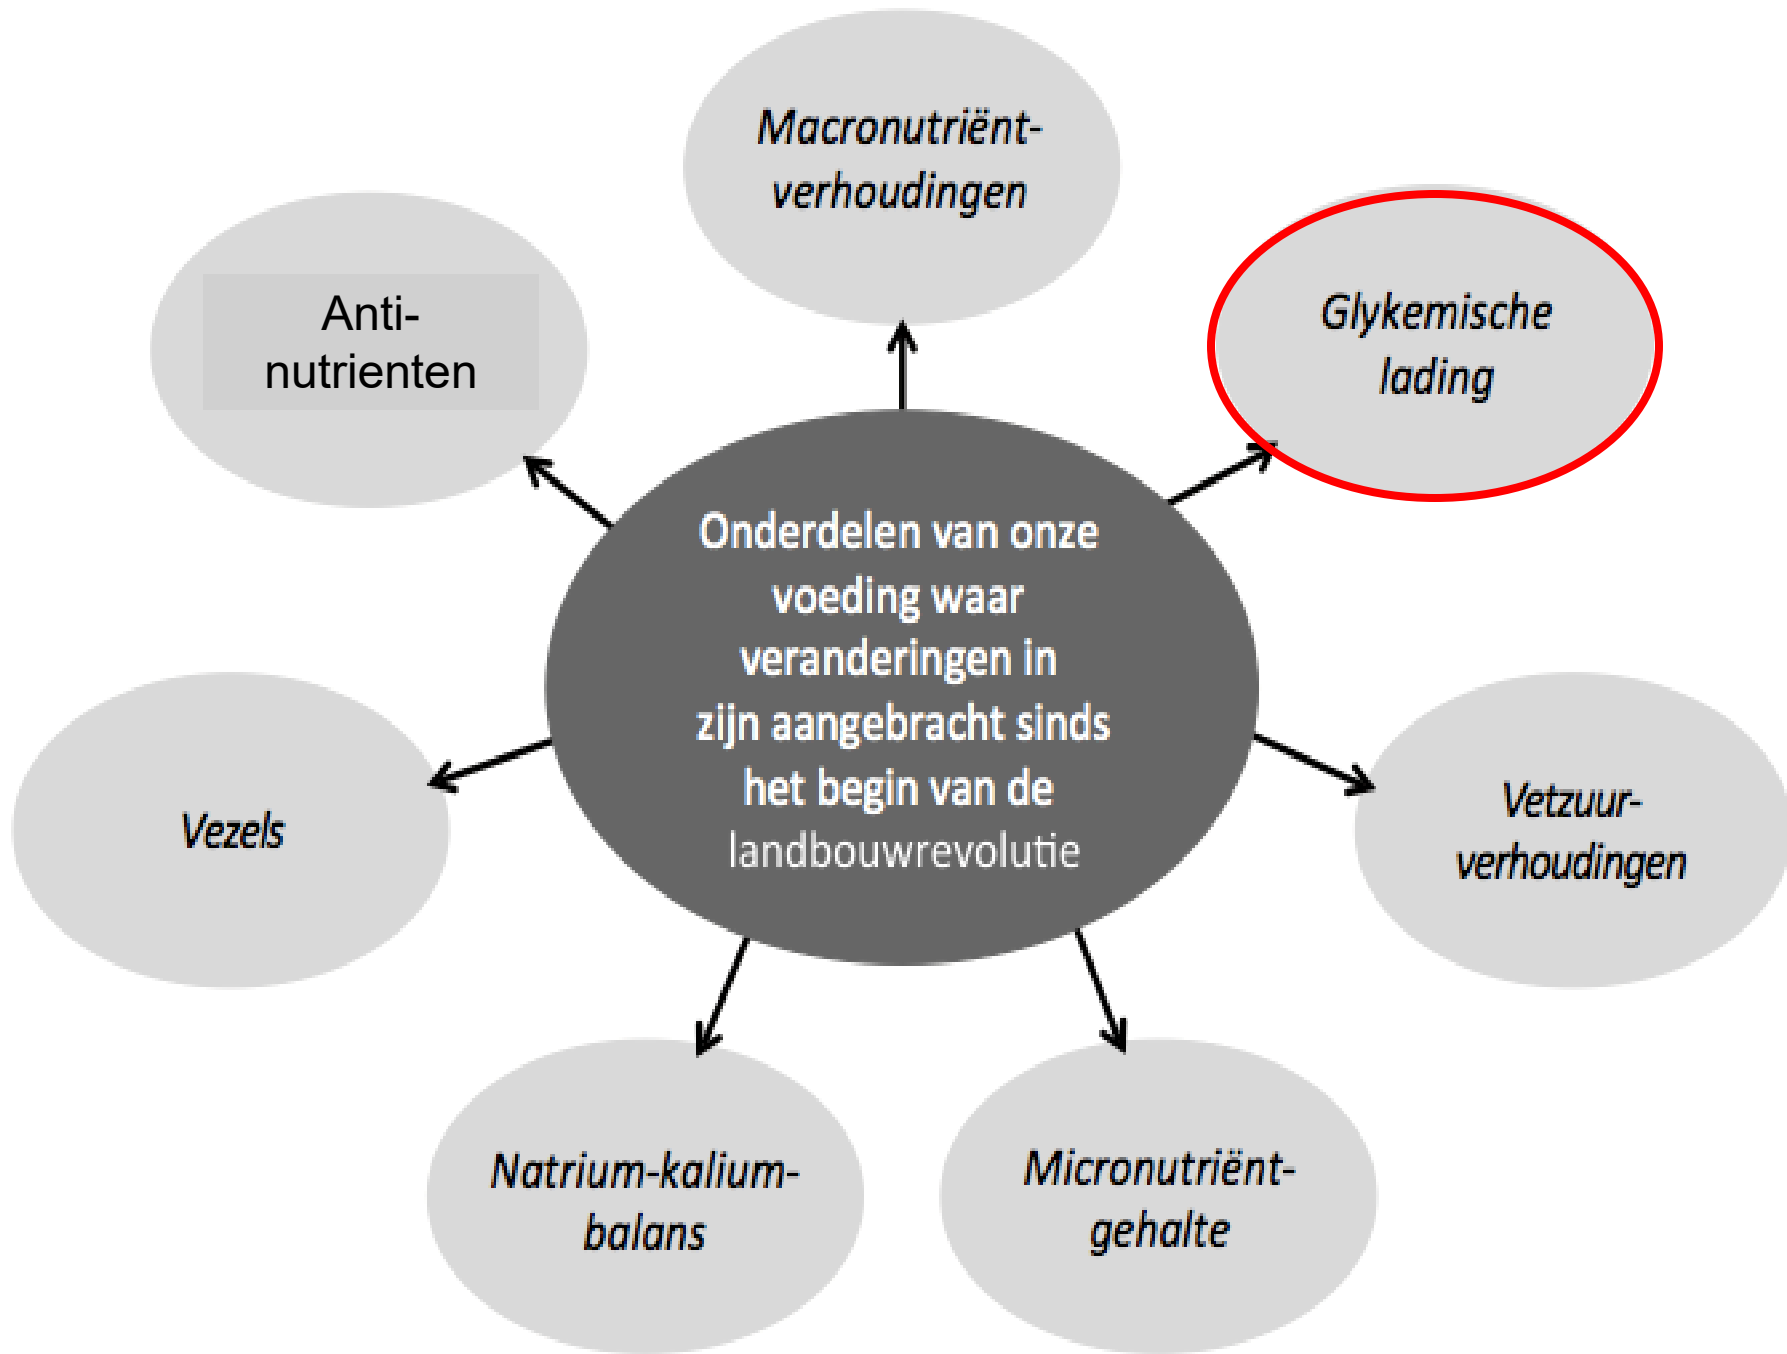 Macronutriënt-
verhoudingen
Anti-
nutrienten
Glykemische
lading
Onderdelen van onze
voeding waar
veranderingen in
zijn aangebracht sinds
het begin van de
landbouwrevolutie
Vezels
Vetzuur-
verhoudingen
Natrium-kalium-
balans
Micronutriënt-
gehalte